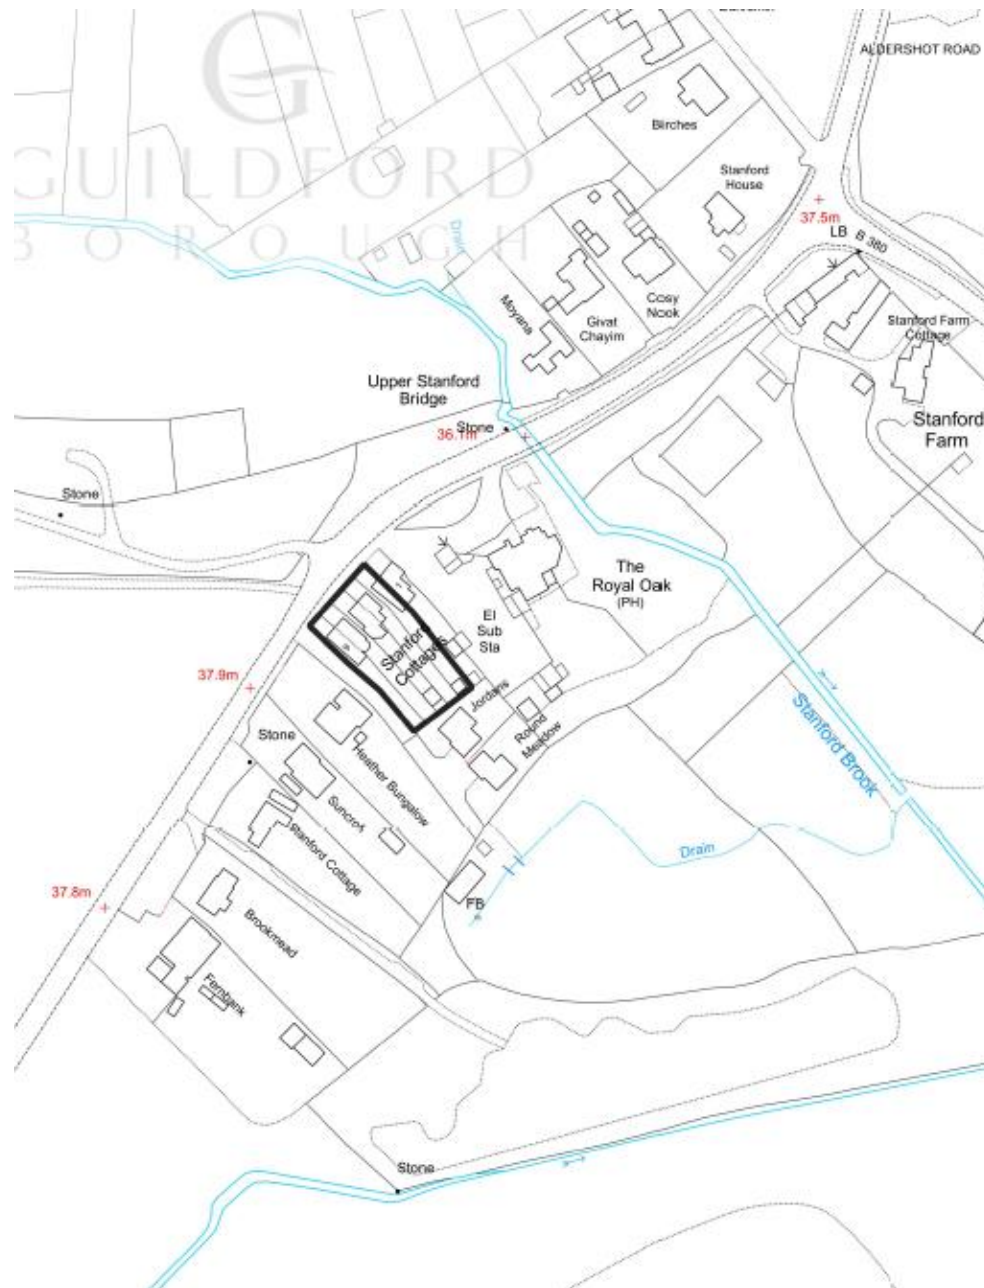 ALDERSHOT ROAD
GUILDFORD
BOROUGH
Birches
Stanford
House
37.5m
LB
B 380
Drain
Moyana
Givat
Chayim
Cosy
Nook
Stanford Farm
Cottage
Stanford
Farm
Upper Stanford
Bridge
Stone
36.1m
Stone
The
Royal Oak
(PH)
El
Sub
Sta
Stanford
Cottages
37.9m
Jordans
Round
Meadow
Stone
Heather Bungalow
Suncrof
Stanford Cottage
Stanford Brook
Drain
37.8m
FB
Brookmead
Fernbank
Stone